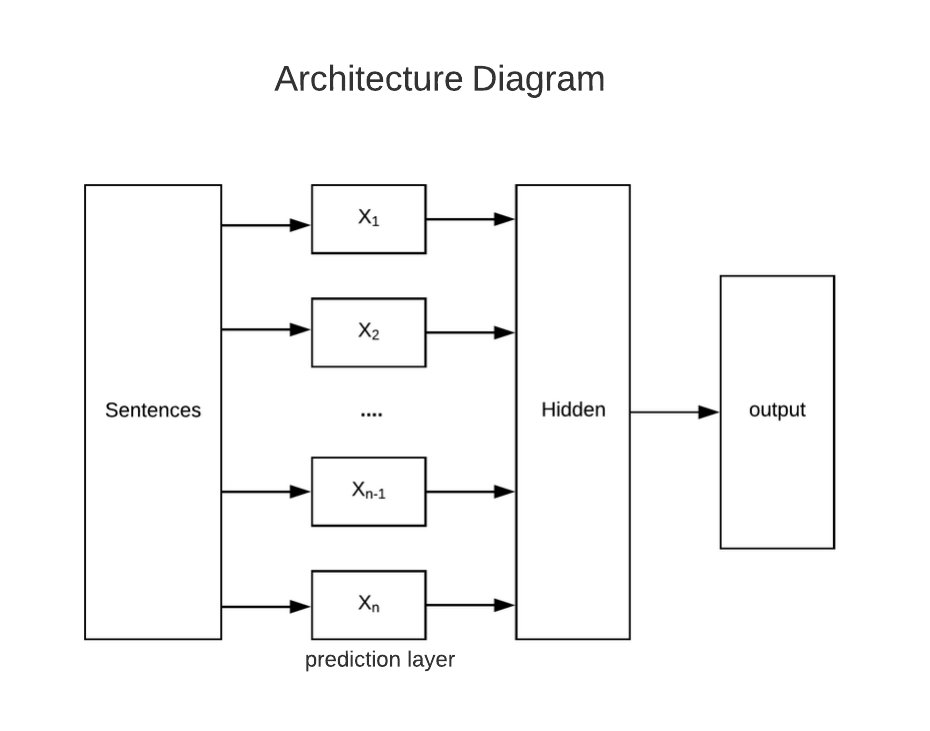 Architecture Diagram
X₁
X₂
Sentences
....
Hidden
output
Xₙ₋₁
Xₙ
prediction layer